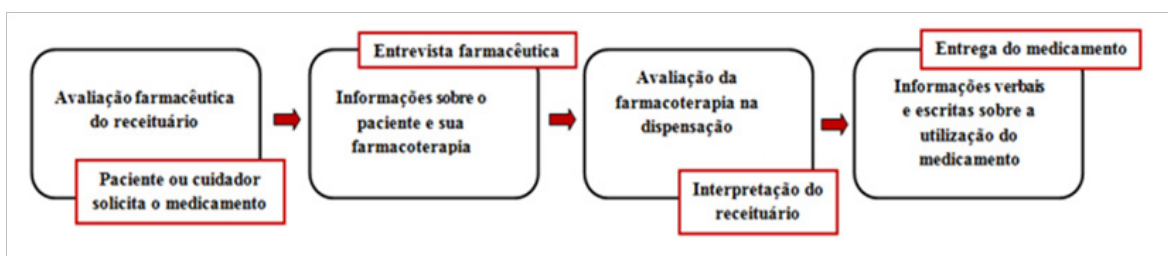 Avaliação farmacêutica
do receituário
Paciente ou cuidador
solicita o medicamento
Entrevista farmacêutica
Informações sobre o
paciente e sua
farmacoterapia
Avaliação da
farmacoterapia na
dispensação
Interpretação do
receituário
Entrega do medicamento
Informações verbais
e escritas sobre a
utilização do
medicamento